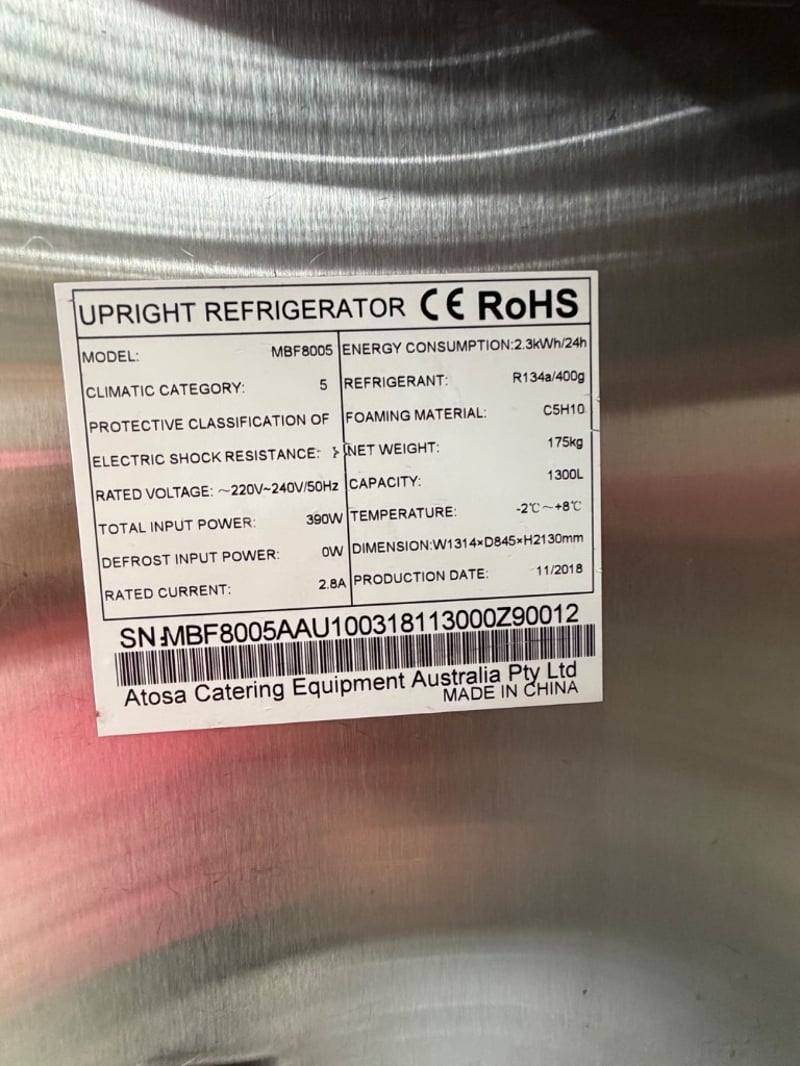 UPRIGHT REFRIGERATOR CE RoHS
MODEL: MBF8005
CLIMATIC CATEGORY: 5
PROTECTIVE CLASSIFICATION OF
ELECTRIC SHOCK RESISTANCE:
RATED VOLTAGE: ~220V~240V/50Hz
TOTAL INPUT POWER: 390W
DEFROST INPUT POWER: 0W
RATED CURRENT: 2.8A
ENERGY CONSUMPTION:2.3kWh/24h
REFRIGERANT: R134a/400g
FOAMING MATERIAL: C5H10
NET WEIGHT: 175kg
CAPACITY: 1300L
TEMPERATURE: -2℃~+8℃
DIMENSION:W1314×D845×H2130mm
PRODUCTION DATE: 11/2018
SN:MBF8005AAU100318113000Z90012
Atosa Catering Equipment Australia Pty Ltd
MADE IN CHINA